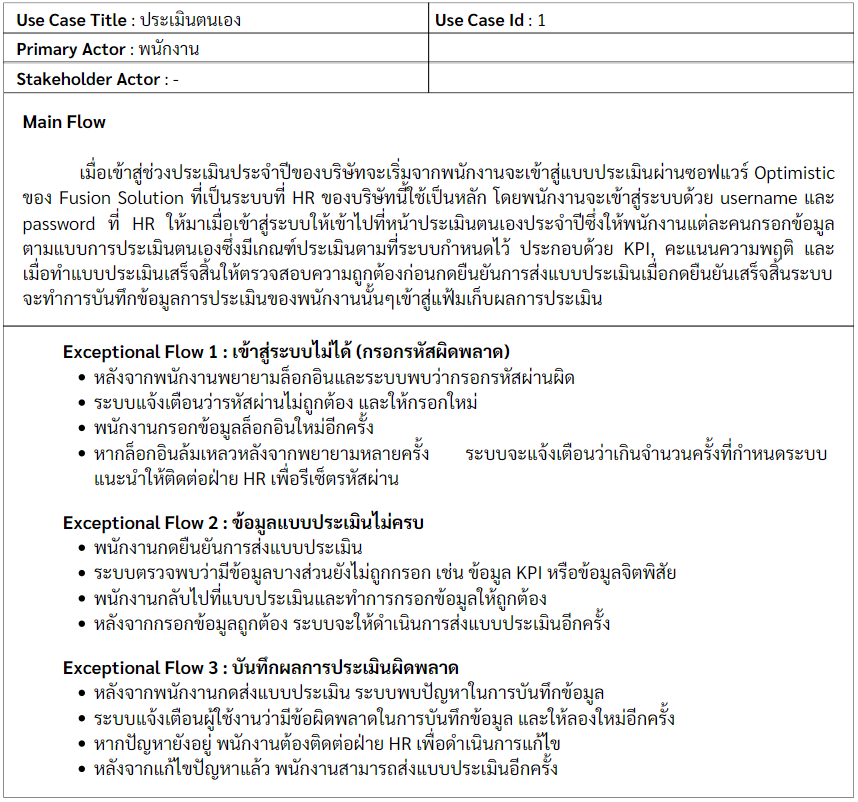 Use Case Title : ประเมินตนเอง
Use Case Id : 1
Primary Actor : พนักงาน
Stakeholder Actor : -
Main Flow
เมื่อเข้าสู่ช่วงประเมินประจำปีของบริษัทจะเริ่มจากพนักงานจะเข้าสู่แบบประเมินผ่านซอฟแวร์ Optimistic
ของ Fusion Solution ที่เป็นระบบที่ HR ของบริษัทนี้ใช้เป็นหลัก โดยพนักงานจะเข้าสู่ระบบด้วย username และ
password ที่ HR ให้มาเมื่อเข้าสู่ระบบให้เข้าไปที่หน้าประเมินตนเองประจำปีซึ่งให้พนักงานแต่ละคนกรอกข้อมูล
ตามแบบการประเมินตนเองซึ่งมีเกณฑ์ประเมินตามที่ระบบกำหนดไว้ ประกอบด้วย KPI, คะแนนความพฤติ และ
เมื่อทำแบบประเมินเสร็จสิ้นให้ตรวจสอบความถูกต้องก่อนกดยืนยันการส่งแบบประเมินเมื่อกดยืนยันเสร็จสิ้นระบบ
จะทำการบันทึกข้อมูลการประเมินของพนักงานนั้นๆเข้าสู่แฟ้มเก็บผลการประเมิน
Exceptional Flow 1 : เข้าสู่ระบบไม่ได้ (กรอกรหัสผิดพลาด)
• หลังจากพนักงานพยายามล็อกอินและระบบพบว่ากรอกรหัสผ่านผิด
• ระบบแจ้งเตือนว่ารหัสผ่านไม่ถูกต้อง และให้กรอกใหม่
• พนักงานกรอกข้อมูลล็อกอินใหม่อีกครั้ง
• หากล็อกอินล้มเหลวหลังจากพยายามหลายครั้ง ระบบจะแจ้งเตือนว่าเกินจำนวนครั้งที่กำหนดระบบ
แนะนำให้ติดต่อฝ่าย HR เพื่อรีเซ็ตรหัสผ่าน
Exceptional Flow 2 : ข้อมูลแบบประเมินไม่ครบ
• พนักงานกดยืนยันการส่งแบบประเมิน
• ระบบตรวจพบว่ามีข้อมูลบางส่วนยังไม่ถูกกรอก เช่น ข้อมูล KPI หรือข้อมูลจิตพิสัย
• พนักงานกลับไปที่แบบประเมินและทำการกรอกข้อมูลให้ถูกต้อง
• หลังจากกรอกข้อมูลถูกต้อง ระบบจะให้ดำเนินการส่งแบบประเมินอีกครั้ง
Exceptional Flow 3 : บันทึกผลการประเมินผิดพลาด
• หลังจากพนักงานกดส่งแบบประเมิน ระบบพบปัญหาในการบันทึกข้อมูล
• ระบบแจ้งเตือนผู้ใช้งานว่ามีข้อผิดพลาดในการบันทึกข้อมูล และให้ลองใหม่อีกครั้ง
• หากปัญหายังอยู่ พนักงานต้องติดต่อฝ่าย HR เพื่อดำเนินการแก้ไข
• หลังจากแก้ไขปัญหาแล้ว พนักงานสามารถส่งแบบประเมินอีกครั้ง